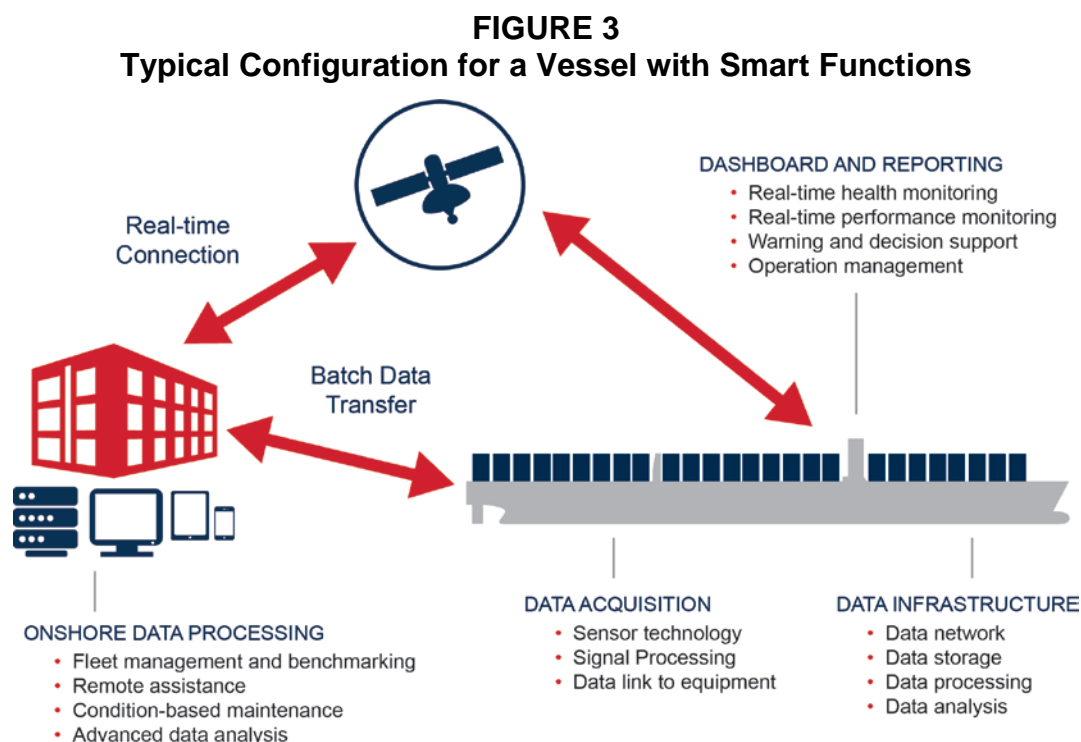 FIGURE 3
Typical Configuration for a Vessel with Smart Functions
Real-time
Connection
Batch Data
Transfer
DASHBOARD AND REPORTING
• Real-time health monitoring
• Real-time performance monitoring
• Warning and decision support
• Operation management
ONSHORE DATA PROCESSING
• Fleet management and benchmarking
• Remote assistance
• Condition-based maintenance
• Advanced data analysis
DATA ACQUISITION
• Sensor technology
• Signal Processing
• Data link to equipment
DATA INFRASTRUCTURE
• Data network
• Data storage
• Data processing
• Data analysis